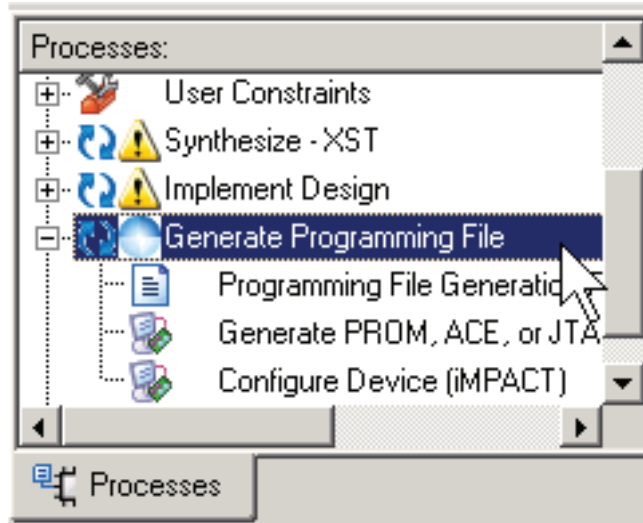 Processes:
User Constraints
Synthesize - XST
Implement Design
Generate Programming File
Programming File Generatio
Generate PROM, ACE, or JTA
Configure Device (iMPACT)
Processes